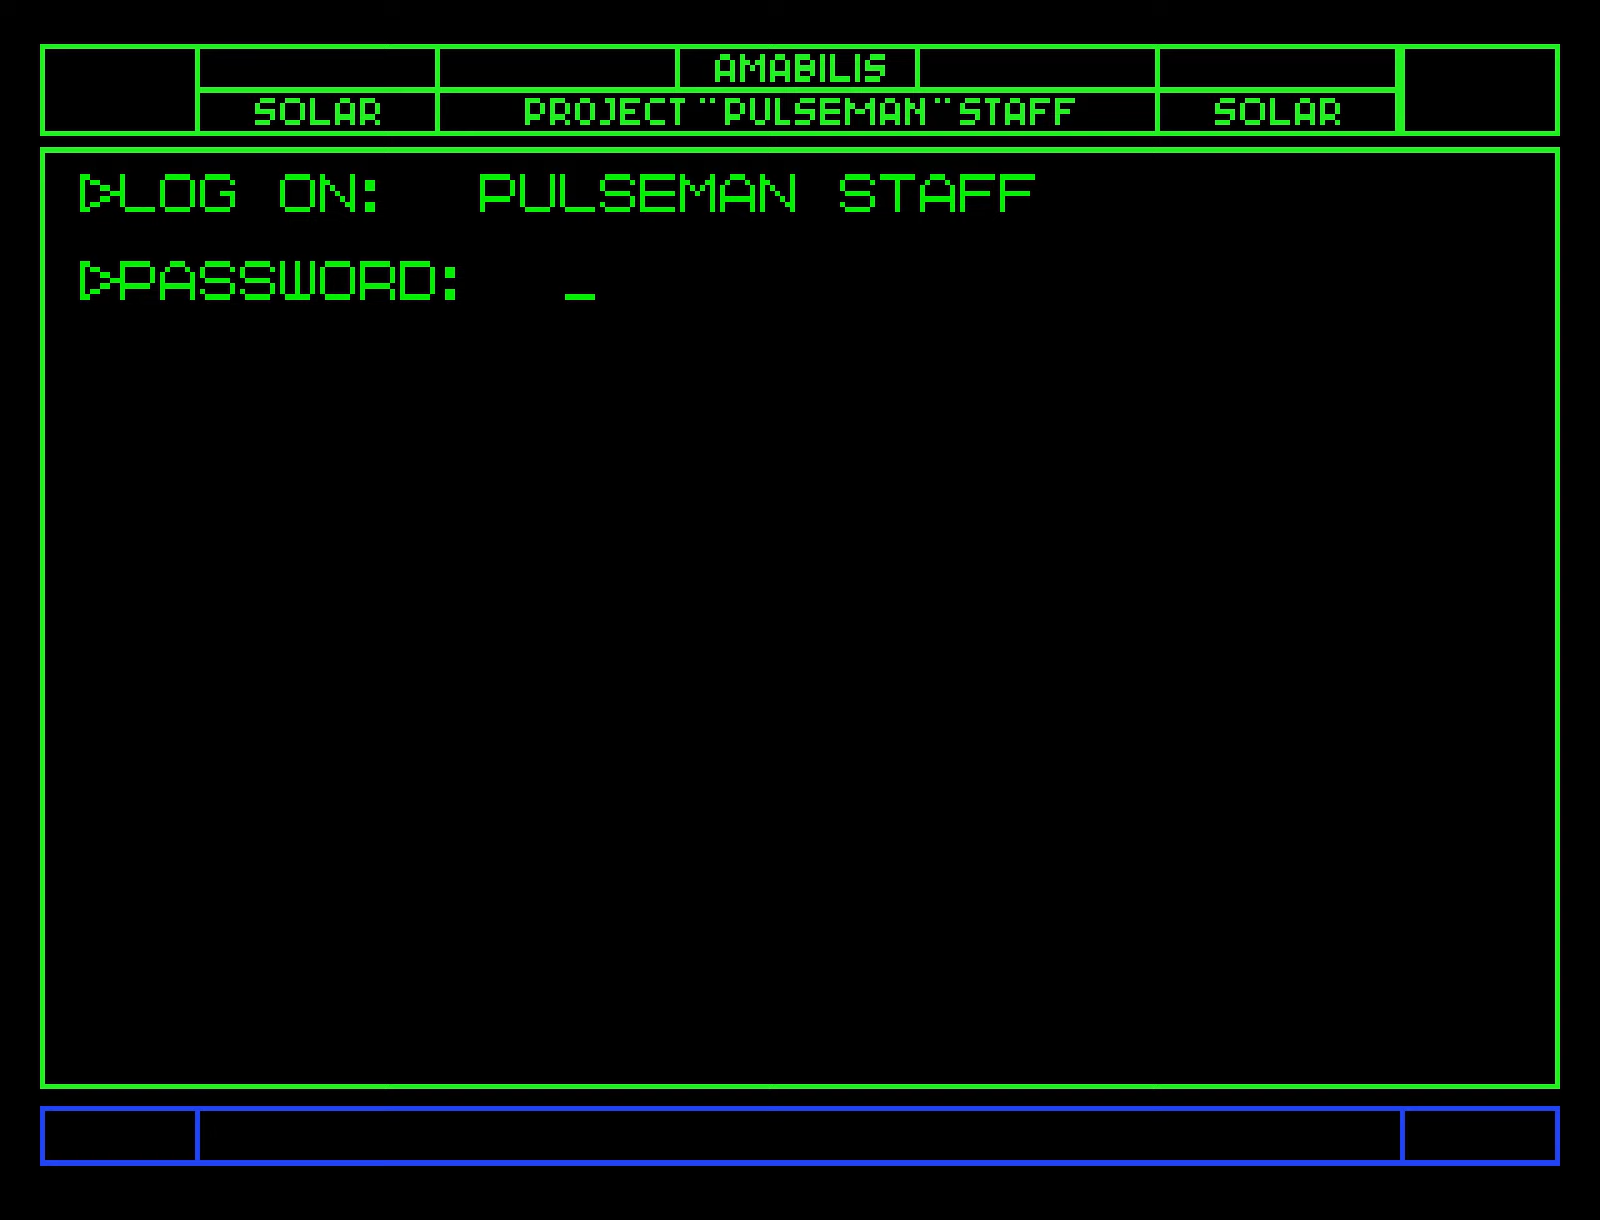 AMABILIS
SOLAR PROJECT "PULSEMAN" STAFF SOLAR
▷LOG ON: PULSEMAN STAFF
▷PASSWORD: _